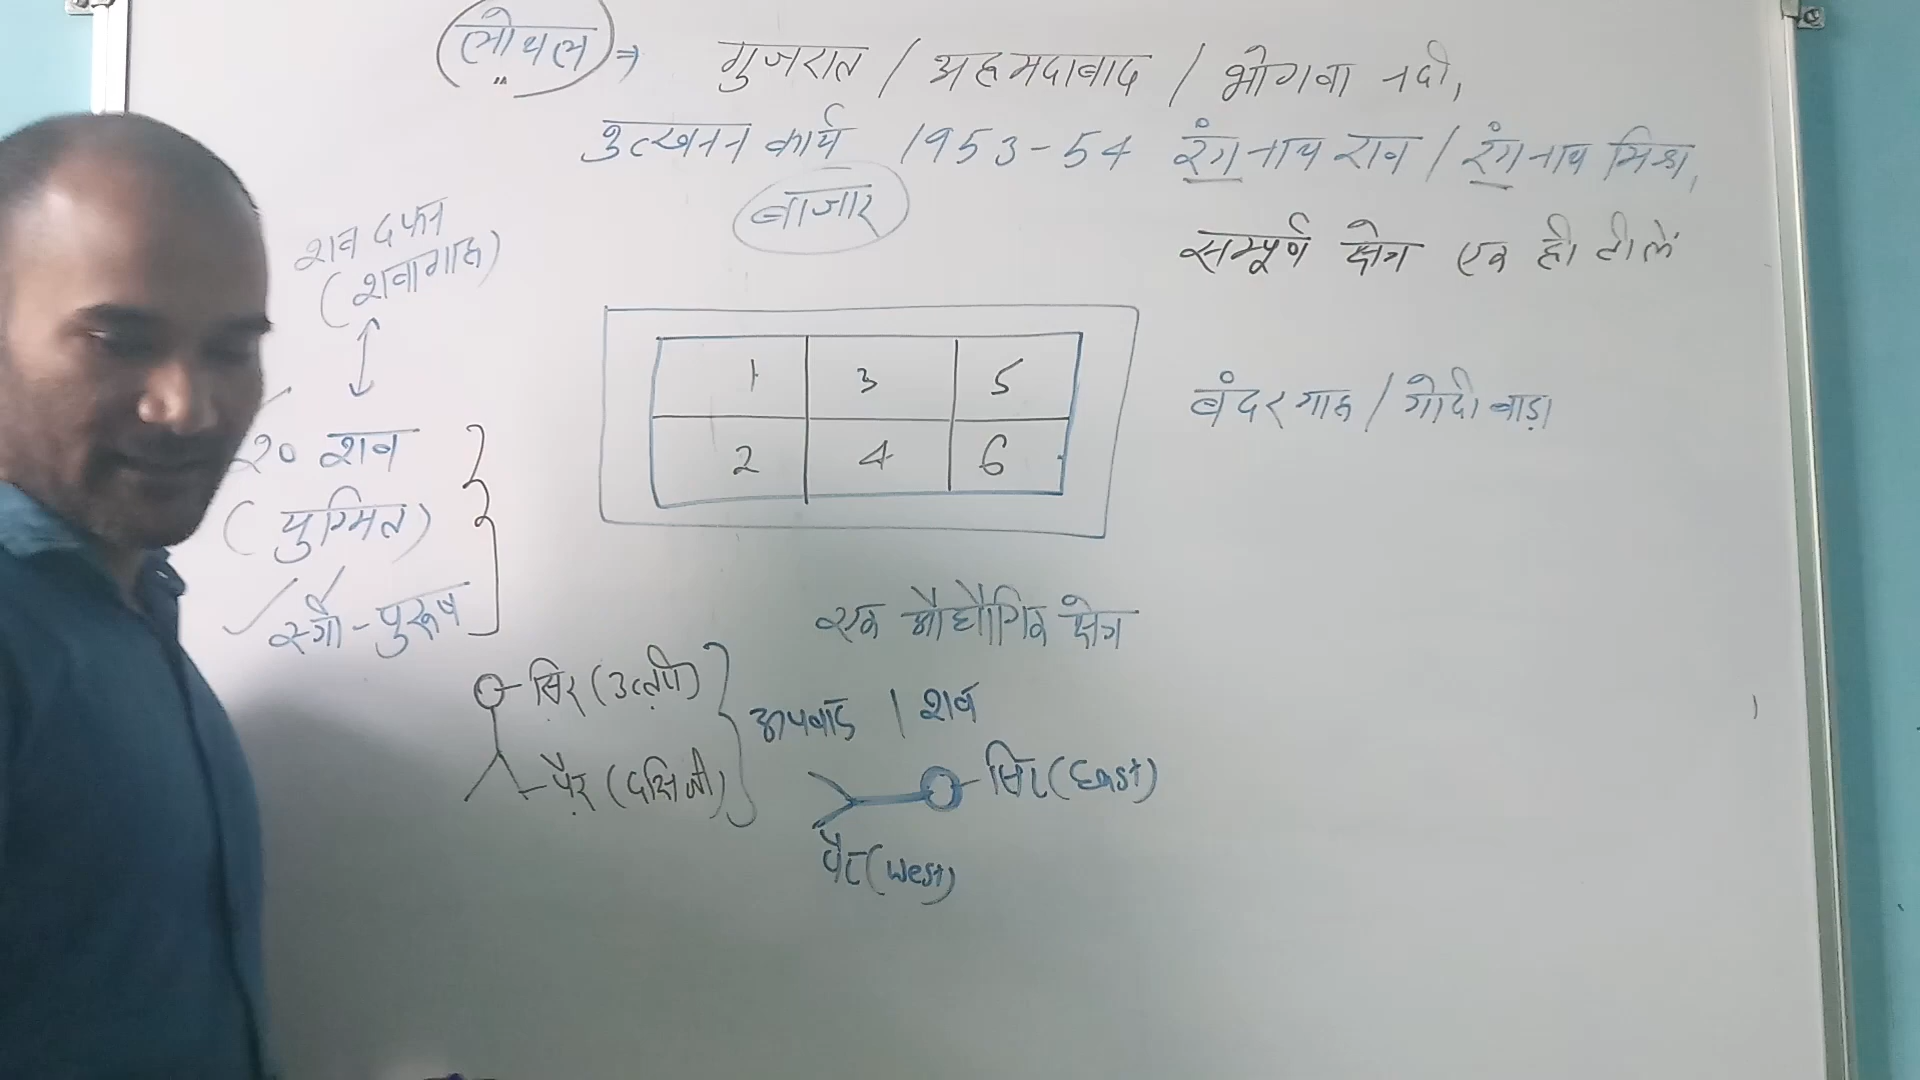 लोथल → गुजरात / अहमदाबाद / भोगवा नदी,
उत्खनन कार्य 1953-54 रंगनाथ राव / रंगनाथ मिश्रा,
बाजार
सम्पूर्ण क्षेत्र एक ही टीले
शव दफन
(शवागाह)
1 3 5
2 4 6
बंदरगाह / गोदीवाड़ा
20 शव
(युग्मित)
स्त्री-पुरूष
एक औद्यौगिक क्षेत्र
सिर (उत्तरी)
अपवाद / शव
पैर (दक्षिणी)
सिर (East)
पैर (West)